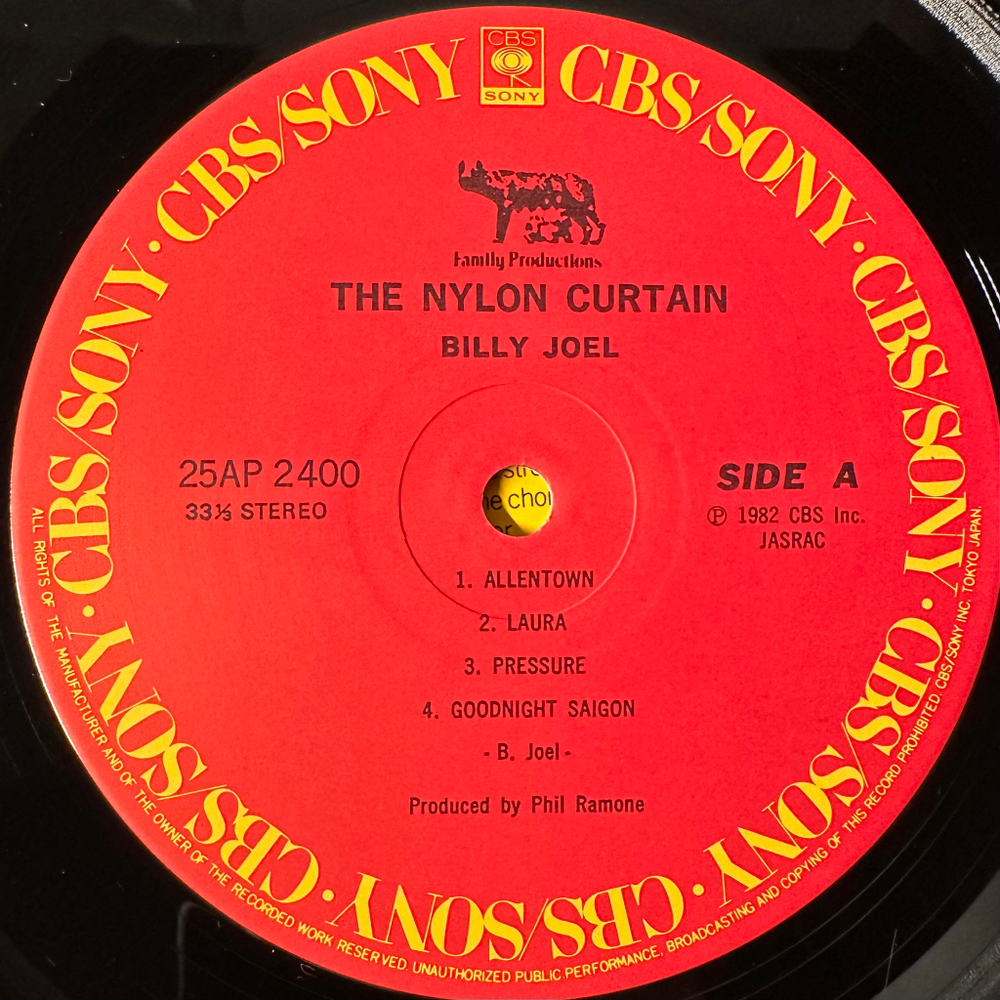 CBS
SONY
CBS/SONY · CBS/SONY · CBS/SONY · CBS/SONY · CBS/SONY · CBS/SONY · CBS/SONY · CBS/SONY · CBS/SONY
Family Productions
THE NYLON CURTAIN
BILLY JOEL
25AP 2400
33⅓ STEREO
SIDE A
Ⓟ 1982 CBS Inc.
JASRAC
he chor
1. ALLENTOWN
2. LAURA
3. PRESSURE
4. GOODNIGHT SAIGON
- B. Joel -
Produced by Phil Ramone
ALL RIGHTS OF THE MANUFACTURER AND OF THE OWNER OF THE RECORDED WORK RESERVED. UNAUTHORIZED PUBLIC PERFORMANCE, BROADCASTING AND COPYING OF THIS RECORD PROHIBITED. CBS/SONY INC. TOKYO JAPAN.